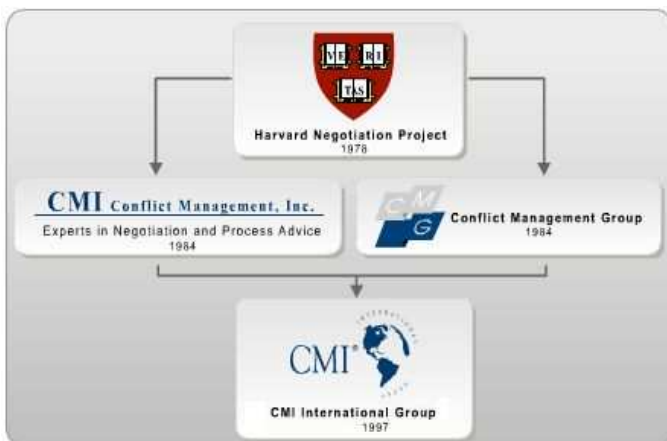 VE RI
TAS
Harvard Negotiation Project
1978
CMI Conflict Management, Inc.
Experts in Negotiation and Process Advice
1984
CMG
Conflict Management Group
1984
INTERNATIONAL
CMI®
GROUP
CMI International Group
1997